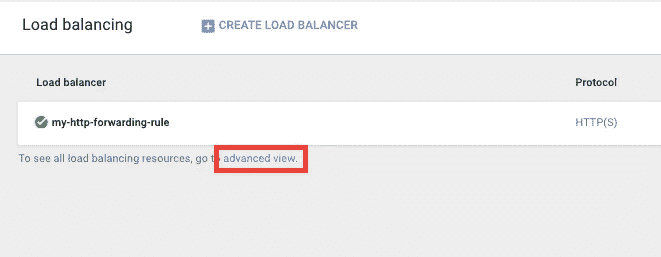 Load balancing CREATE LOAD BALANCER
Load balancer Protocol
my-http-forwarding-rule HTTP(S)
To see all load balancing resources, go to advanced view.